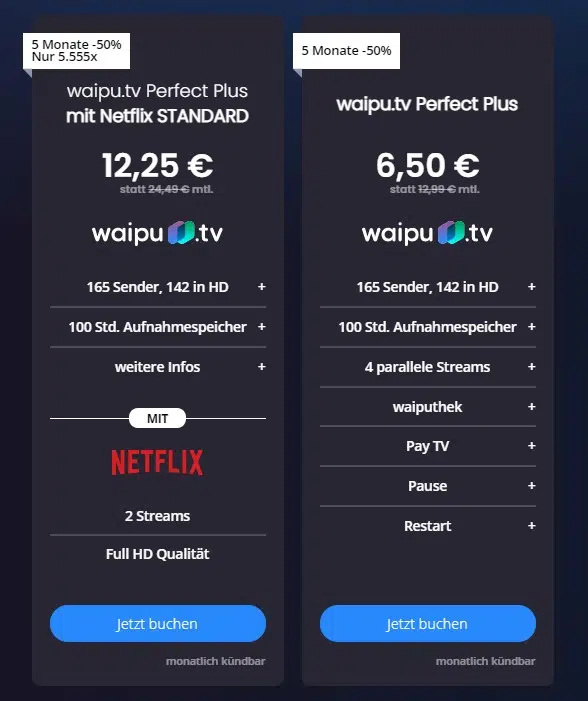 5 Monate -50%
Nur 5.555x
waipu.tv Perfect Plus
mit Netflix STANDARD
12,25 €
statt 24,49 € mtl.
waipu.tv
165 Sender, 142 in HD +
100 Std. Aufnahmespeicher +
weitere Infos +
MIT
NETFLIX
2 Streams
Full HD Qualität
Jetzt buchen
monatlich kündbar
5 Monate -50%
waipu.tv Perfect Plus
6,50 €
statt 12,99 € mtl.
waipu.tv
165 Sender, 142 in HD +
100 Std. Aufnahmespeicher +
4 parallele Streams +
waiputhek +
Pay TV +
Pause +
Restart +
Jetzt buchen
monatlich kündbar